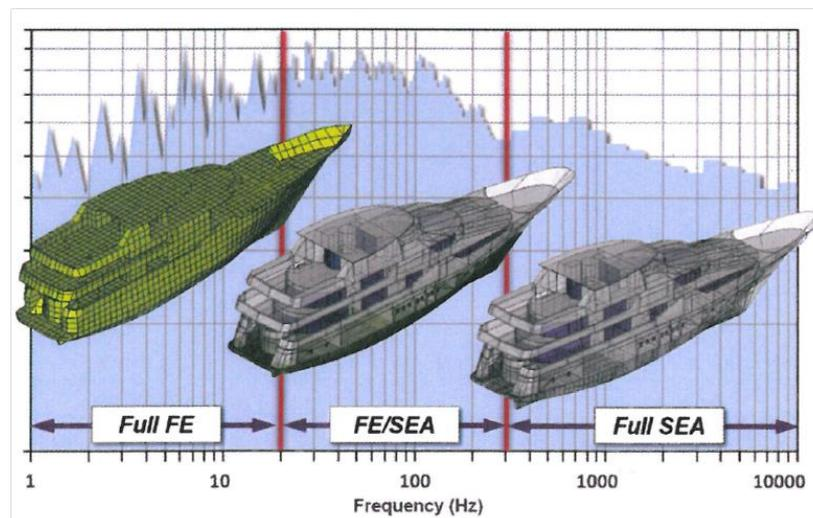 Full FE
FE/SEA
Full SEA
1
10
100
1000
10000
Frequency (Hz)